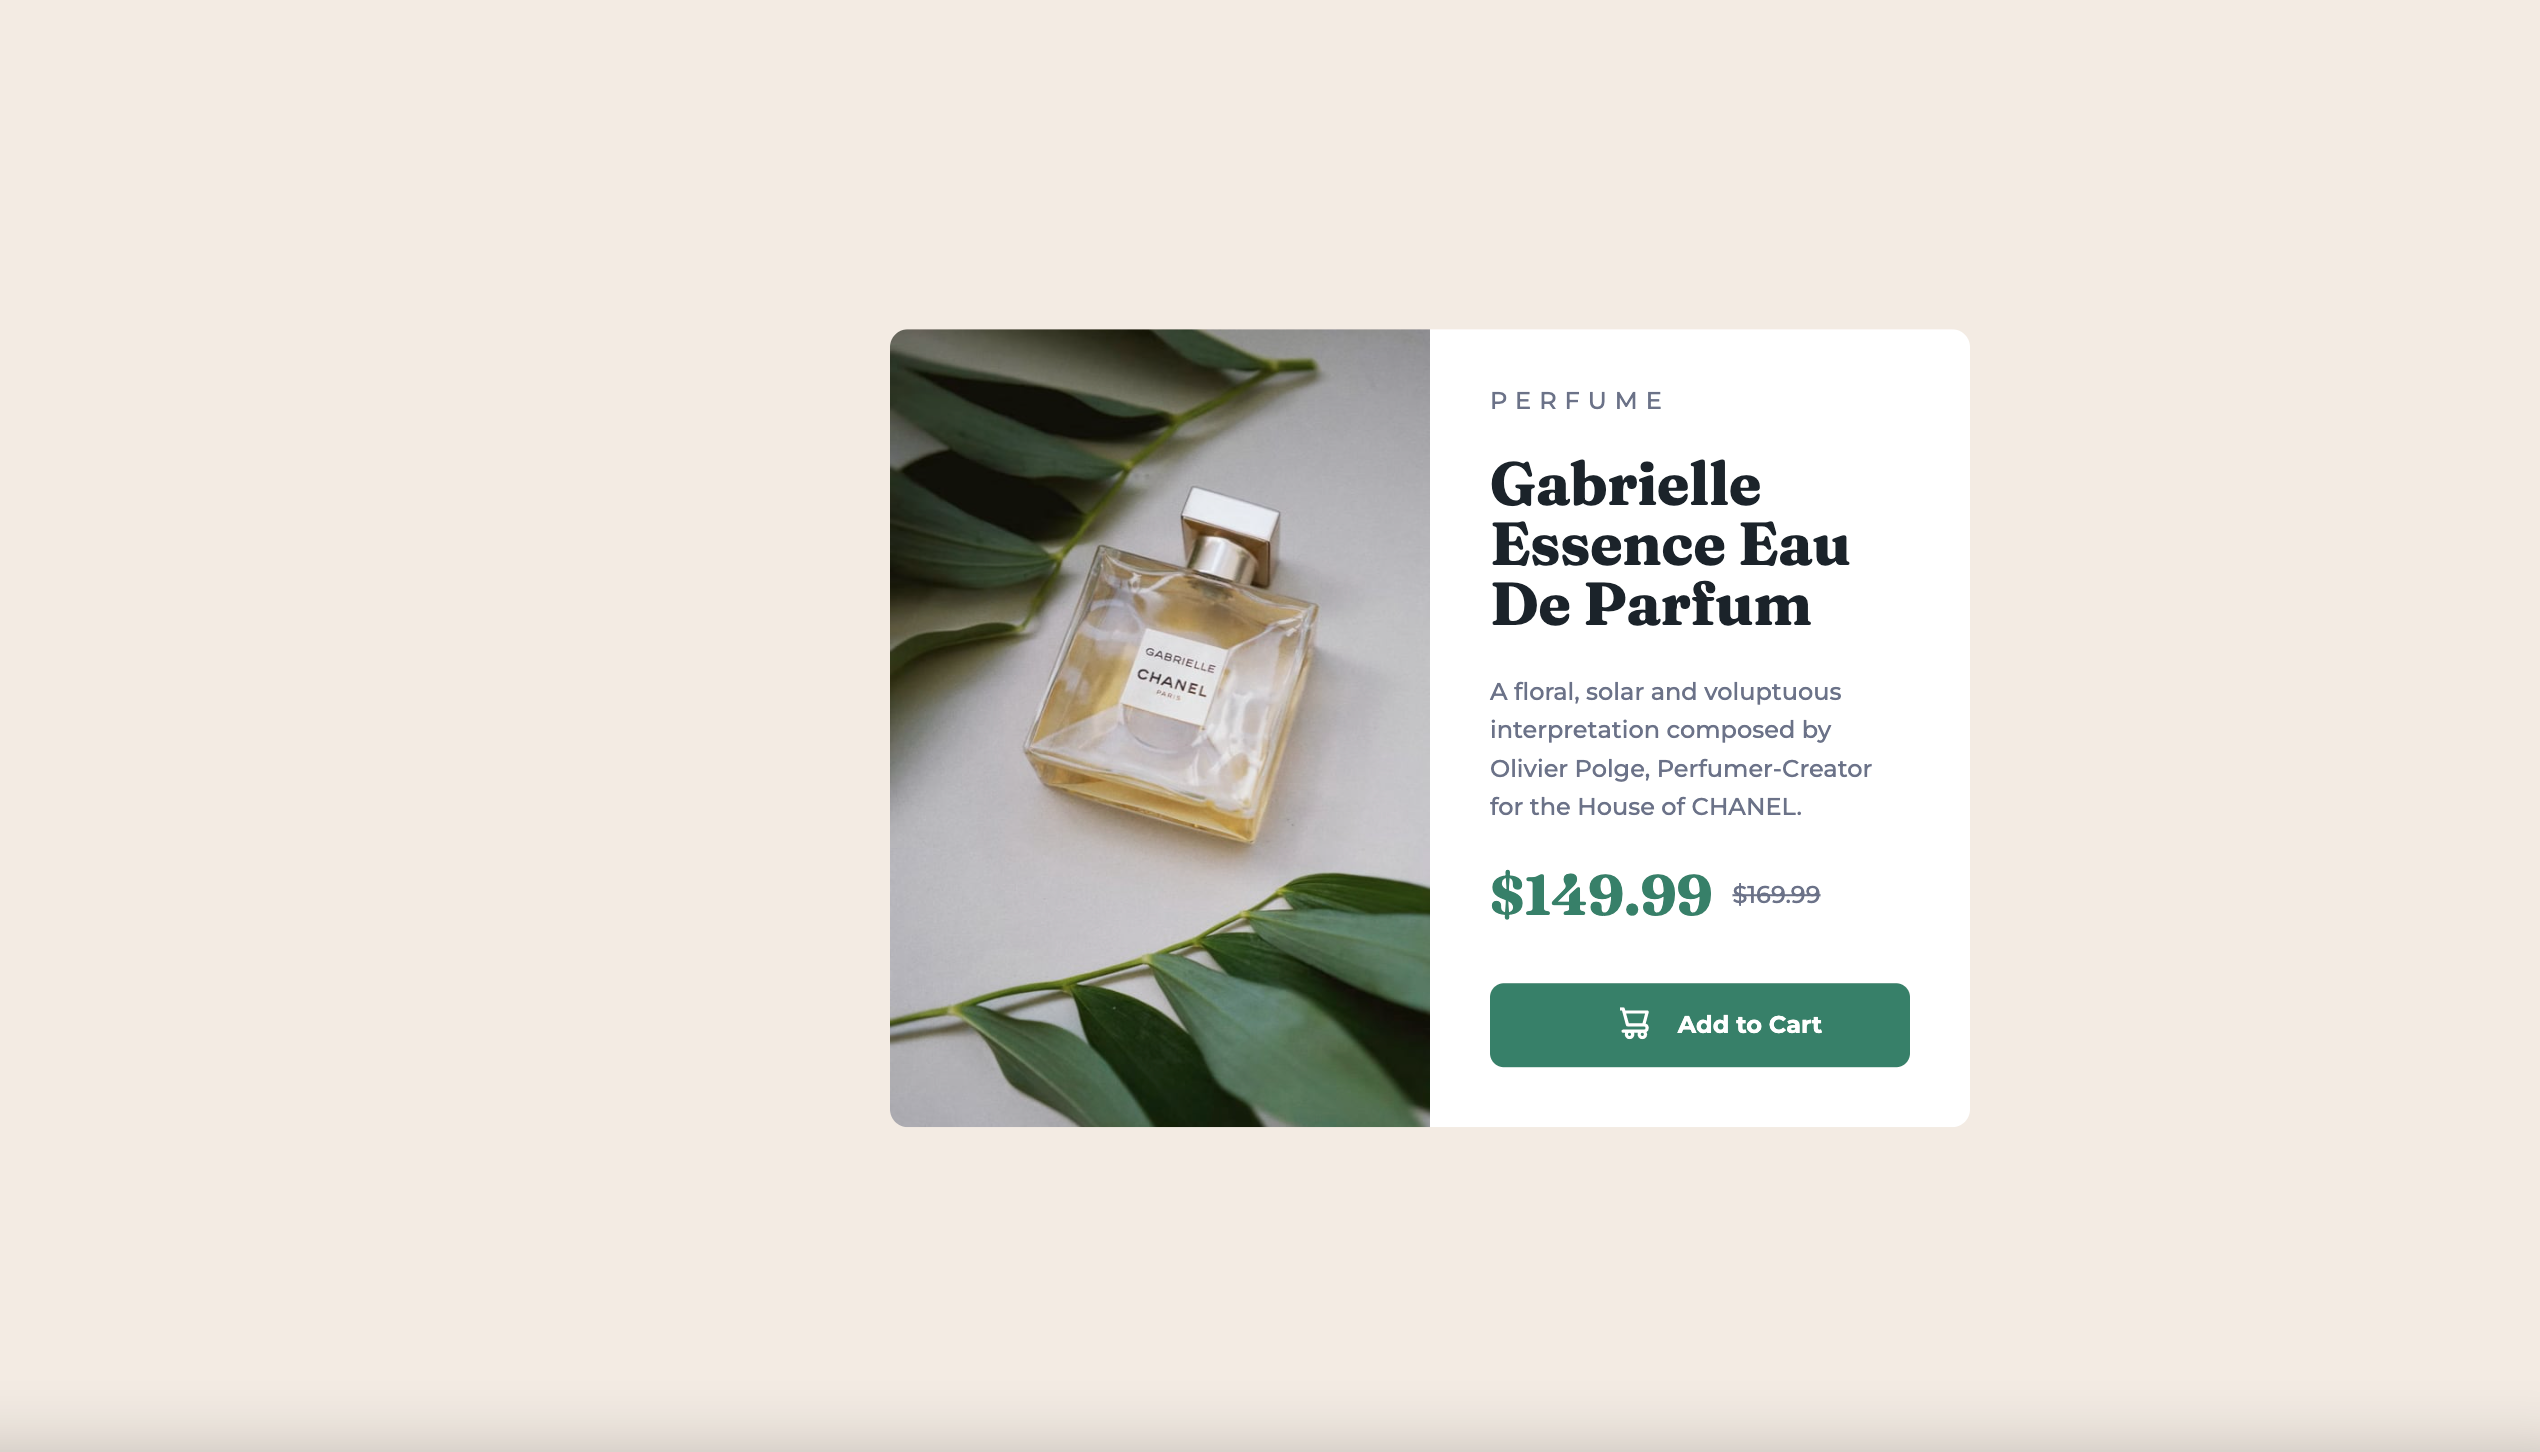 GABRIELLE
CHANEL
PARIS
PERFUME
Gabrielle
Essence Eau
De Parfum
A floral, solar and voluptuous
interpretation composed by
Olivier Polge, Perfumer-Creator
for the House of CHANEL.
$149.99 $169.99
Add to Cart